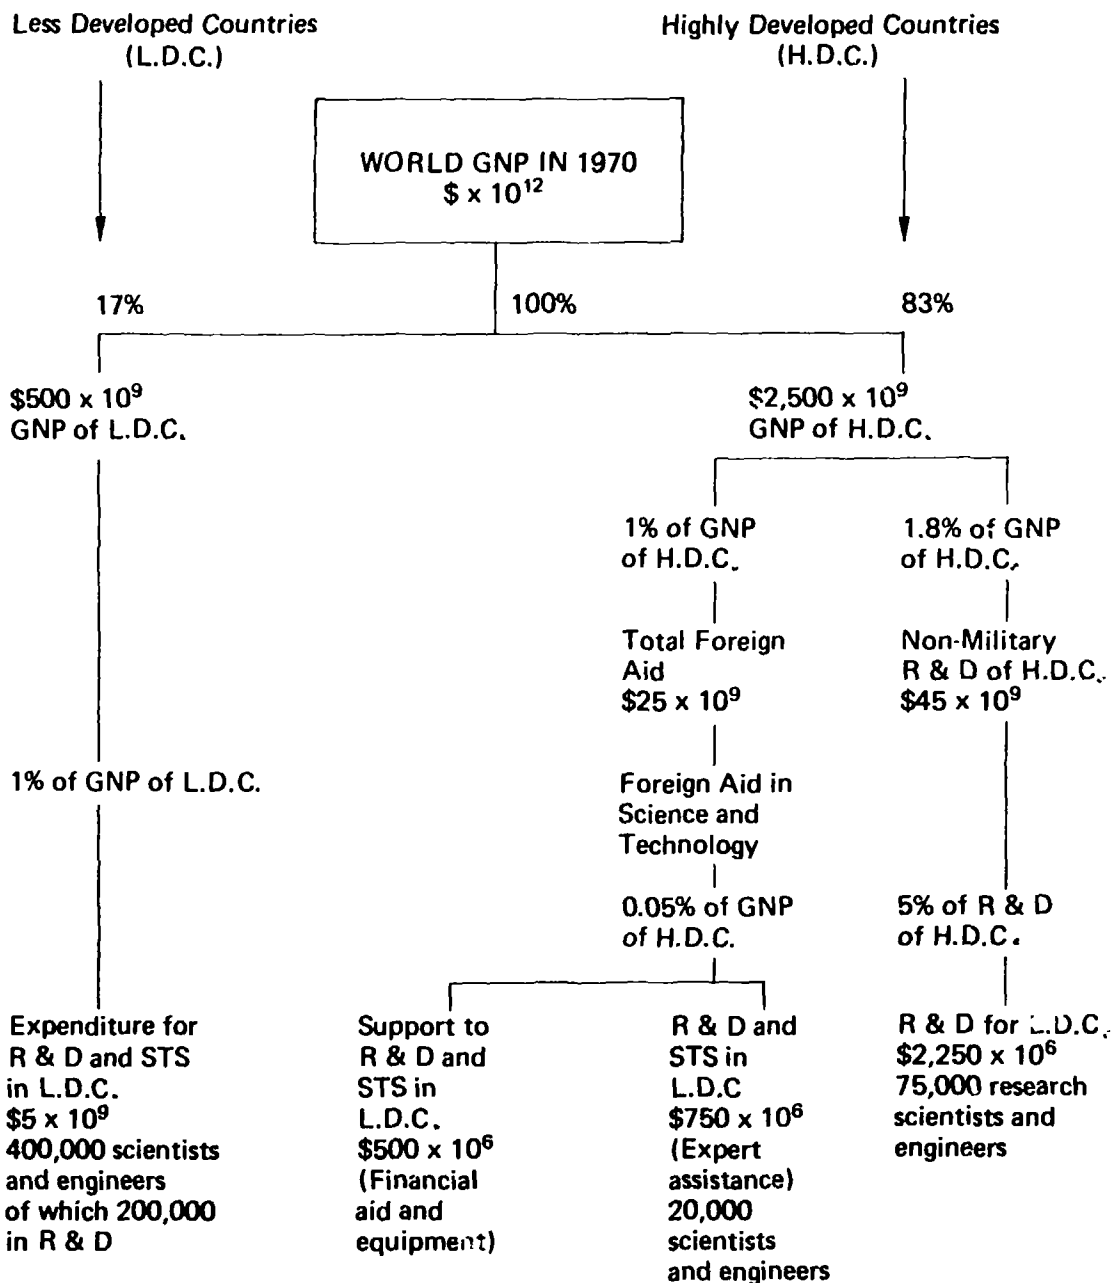 Less Developed Countries
(L.D.C.)
Highly Developed Countries
(H.D.C.)
WORLD GNP IN 1970
$ x 10¹²
17%
100%
83%
$500 x 10⁹
GNP of L.D.C.
$2,500 x 10⁹
GNP of H.D.C.
1% of GNP
of H.D.C.
1.8% of GNP
of H.D.C.
Total Foreign
Aid
$25 x 10⁹
Non-Military
R & D of H.D.C.
$45 x 10⁹
1% of GNP of L.D.C.
Foreign Aid in
Science and
Technology
0.05% of GNP
of H.D.C.
5% of R & D
of H.D.C.
Expenditure for
R & D and STS
in L.D.C.
$5 x 10⁹
400,000 scientists
and engineers
of which 200,000
in R & D
Support to
R & D and
STS in
L.D.C.
$500 x 10⁶
(Financial
aid and
equipment)
R & D and
STS in
L.D.C
$750 x 10⁶
(Expert
assistance)
20,000
scientists
and engineers
R & D for L.D.C.
$2,250 x 10⁶
75,000 research
scientists and
engineers